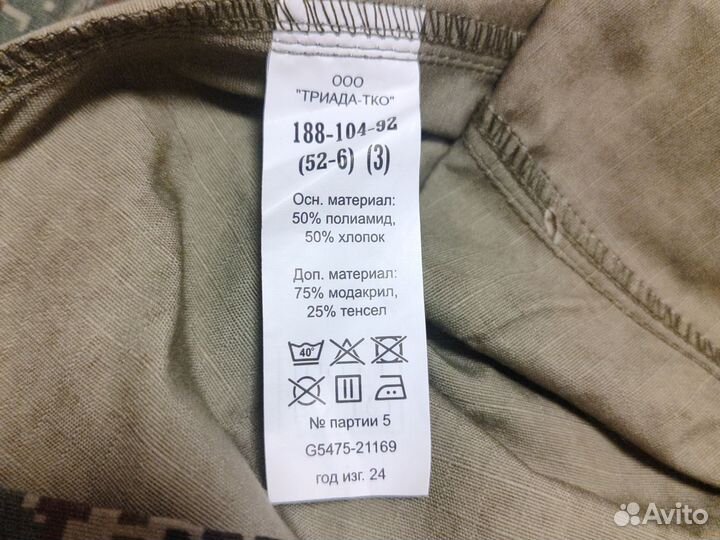 ООО
"ТРИАДА-ТКО"
188-104-92
(52-6) (3)
Осн. материал:
50% полиамид,
50% хлопок
Доп. материал:
75% модакрил,
25% тенсел
40°
№ партии 5
G5475-21169
год изг. 24
Avito